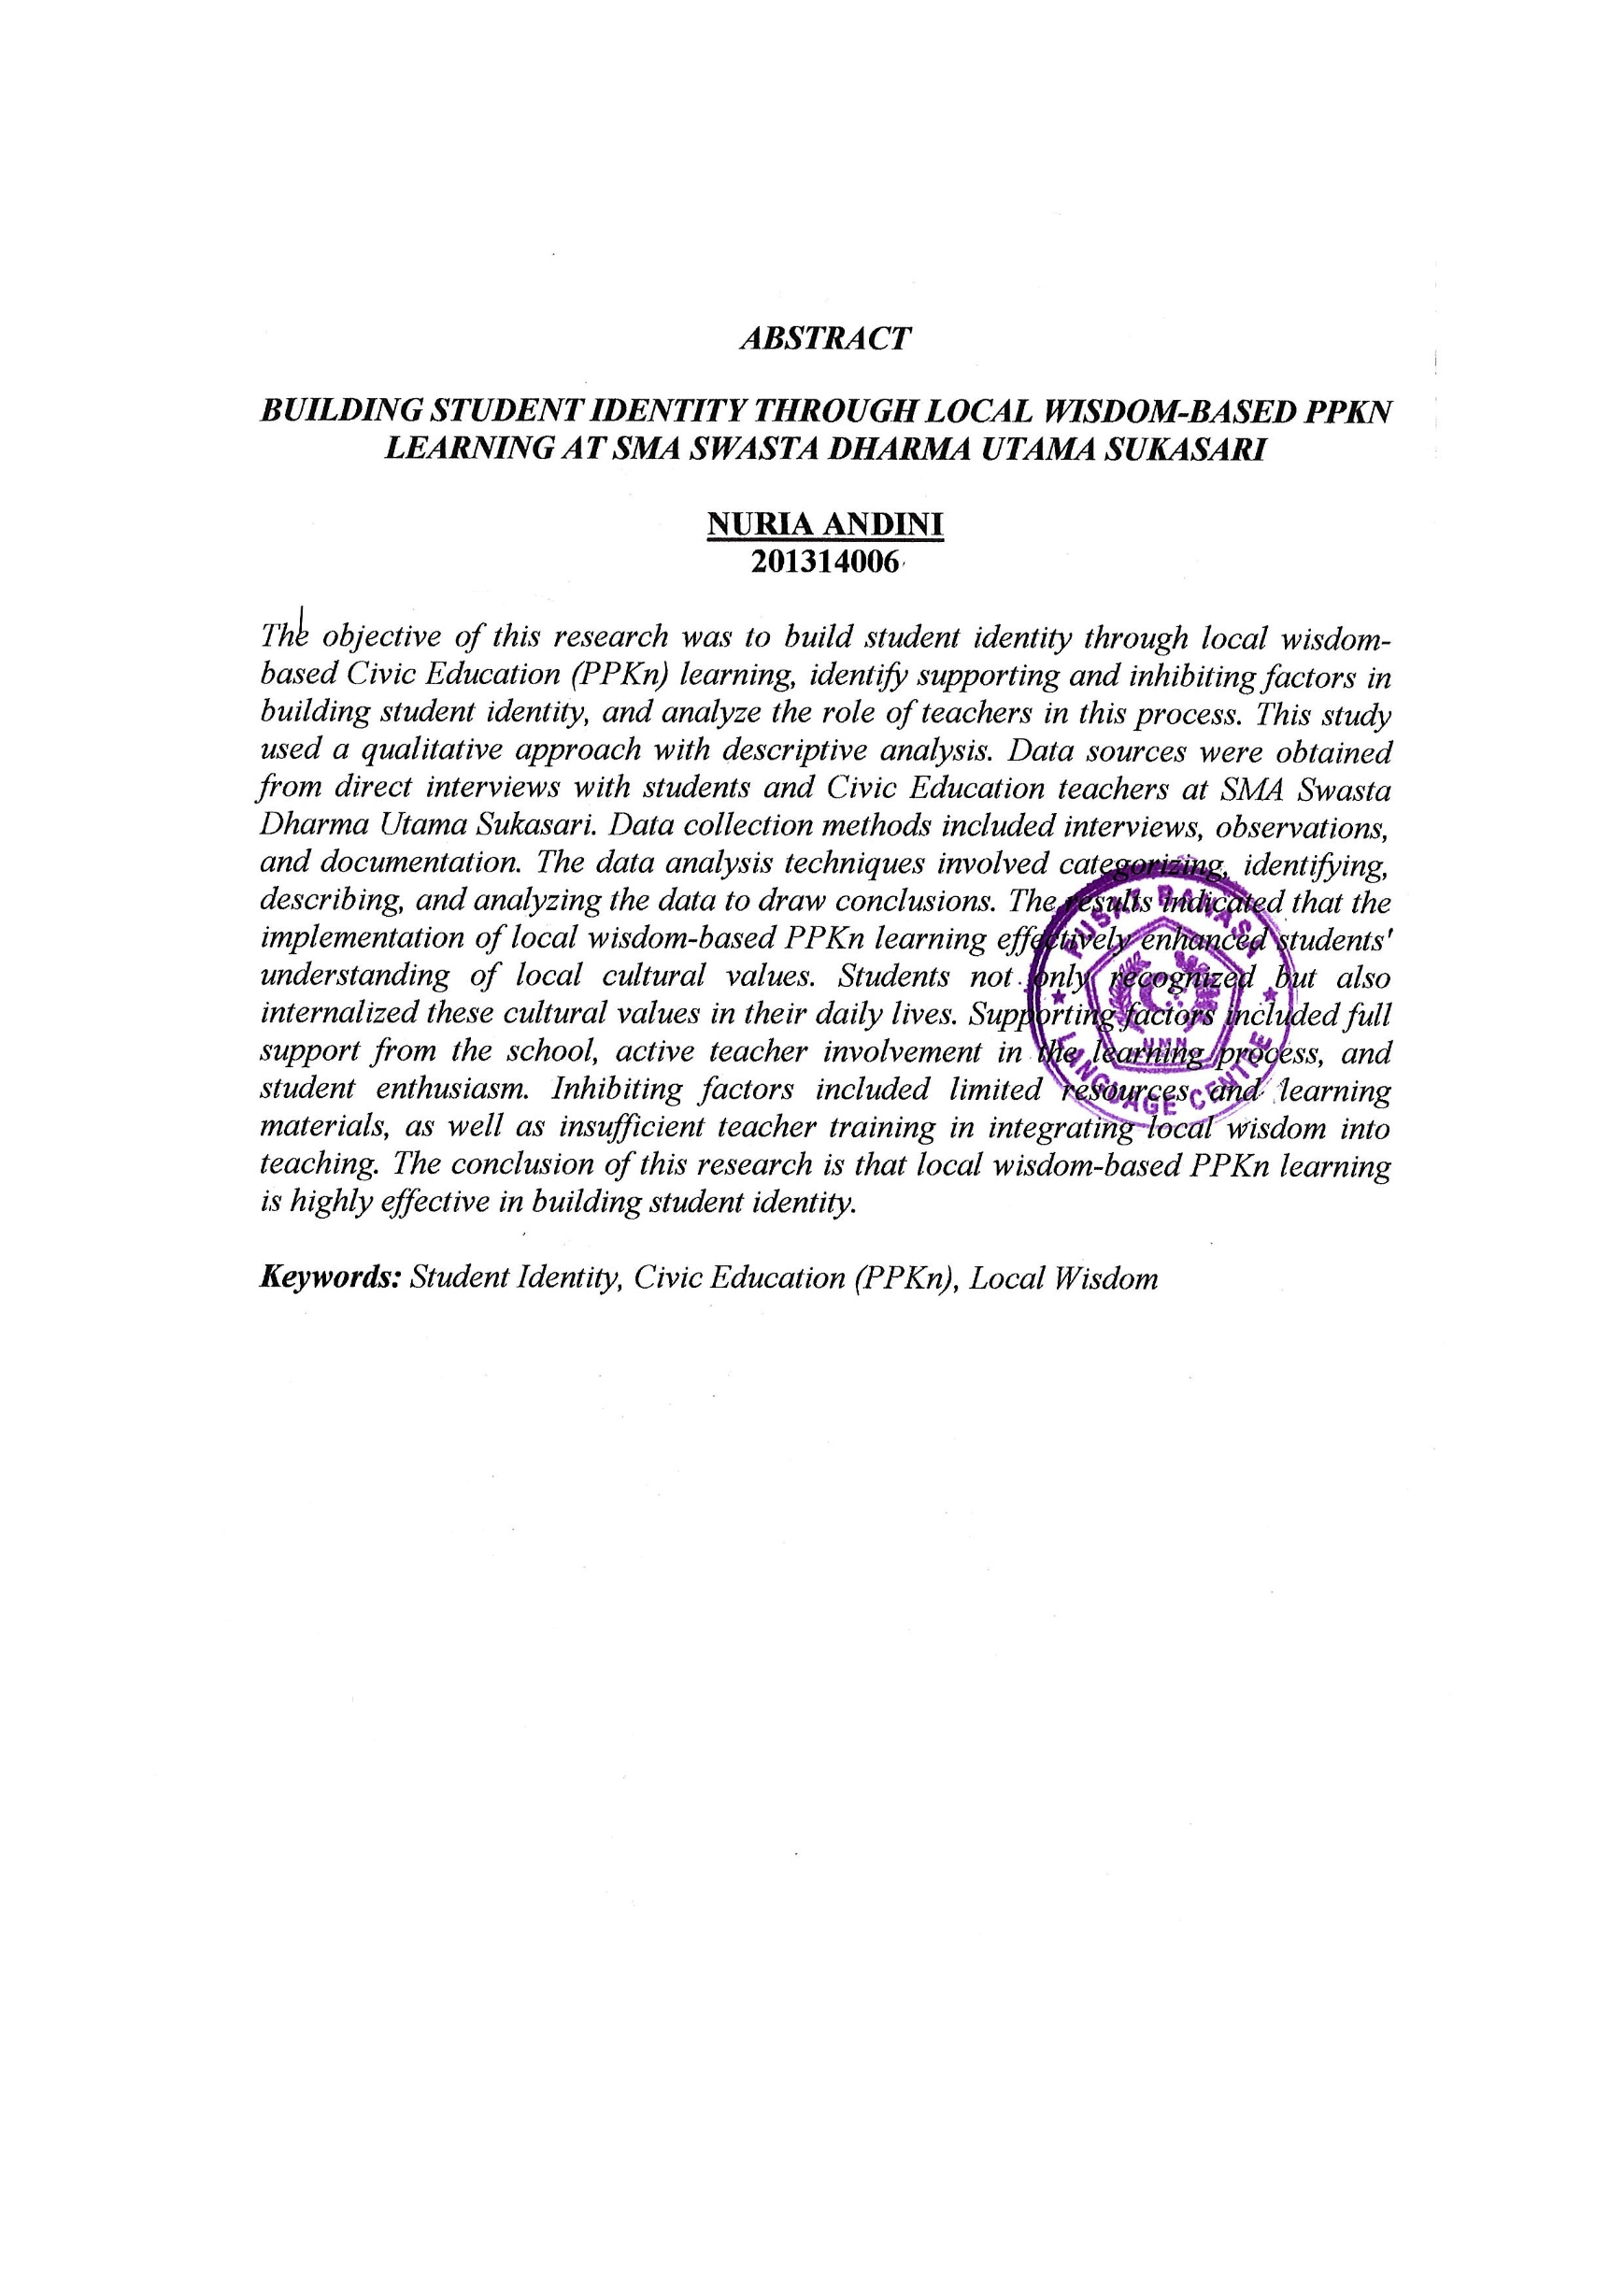 ABSTRACT
BUILDING STUDENT IDENTITY THROUGH LOCAL WISDOM-BASED PPKN
LEARNING AT SMA SWASTA DHARMA UTAMA SUKASARI
NURIA ANDINI
201314006
The objective of this research was to build student identity through local wisdom-
based Civic Education (PPKn) learning, identify supporting and inhibiting factors in
building student identity, and analyze the role of teachers in this process. This study
used a qualitative approach with descriptive analysis. Data sources were obtained
from direct interviews with students and Civic Education teachers at SMA Swasta
Dharma Utama Sukasari. Data collection methods included interviews, observations,
and documentation. The data analysis techniques involved categorizing, identifying,
describing, and analyzing the data to draw conclusions. The results indicated that the
implementation of local wisdom-based PPKn learning effectively enhanced students'
understanding of local cultural values. Students not only recognized but also
internalized these cultural values in their daily lives. Supporting factors included full
support from the school, active teacher involvement in the learning process, and
student enthusiasm. Inhibiting factors included limited resources and learning
materials, as well as insufficient teacher training in integrating local wisdom into
teaching. The conclusion of this research is that local wisdom-based PPKn learning
is highly effective in building student identity.
Keywords: Student Identity, Civic Education (PPKn), Local Wisdom
PUSAT BAHASA
UMN
LANGUAGE CENTRE